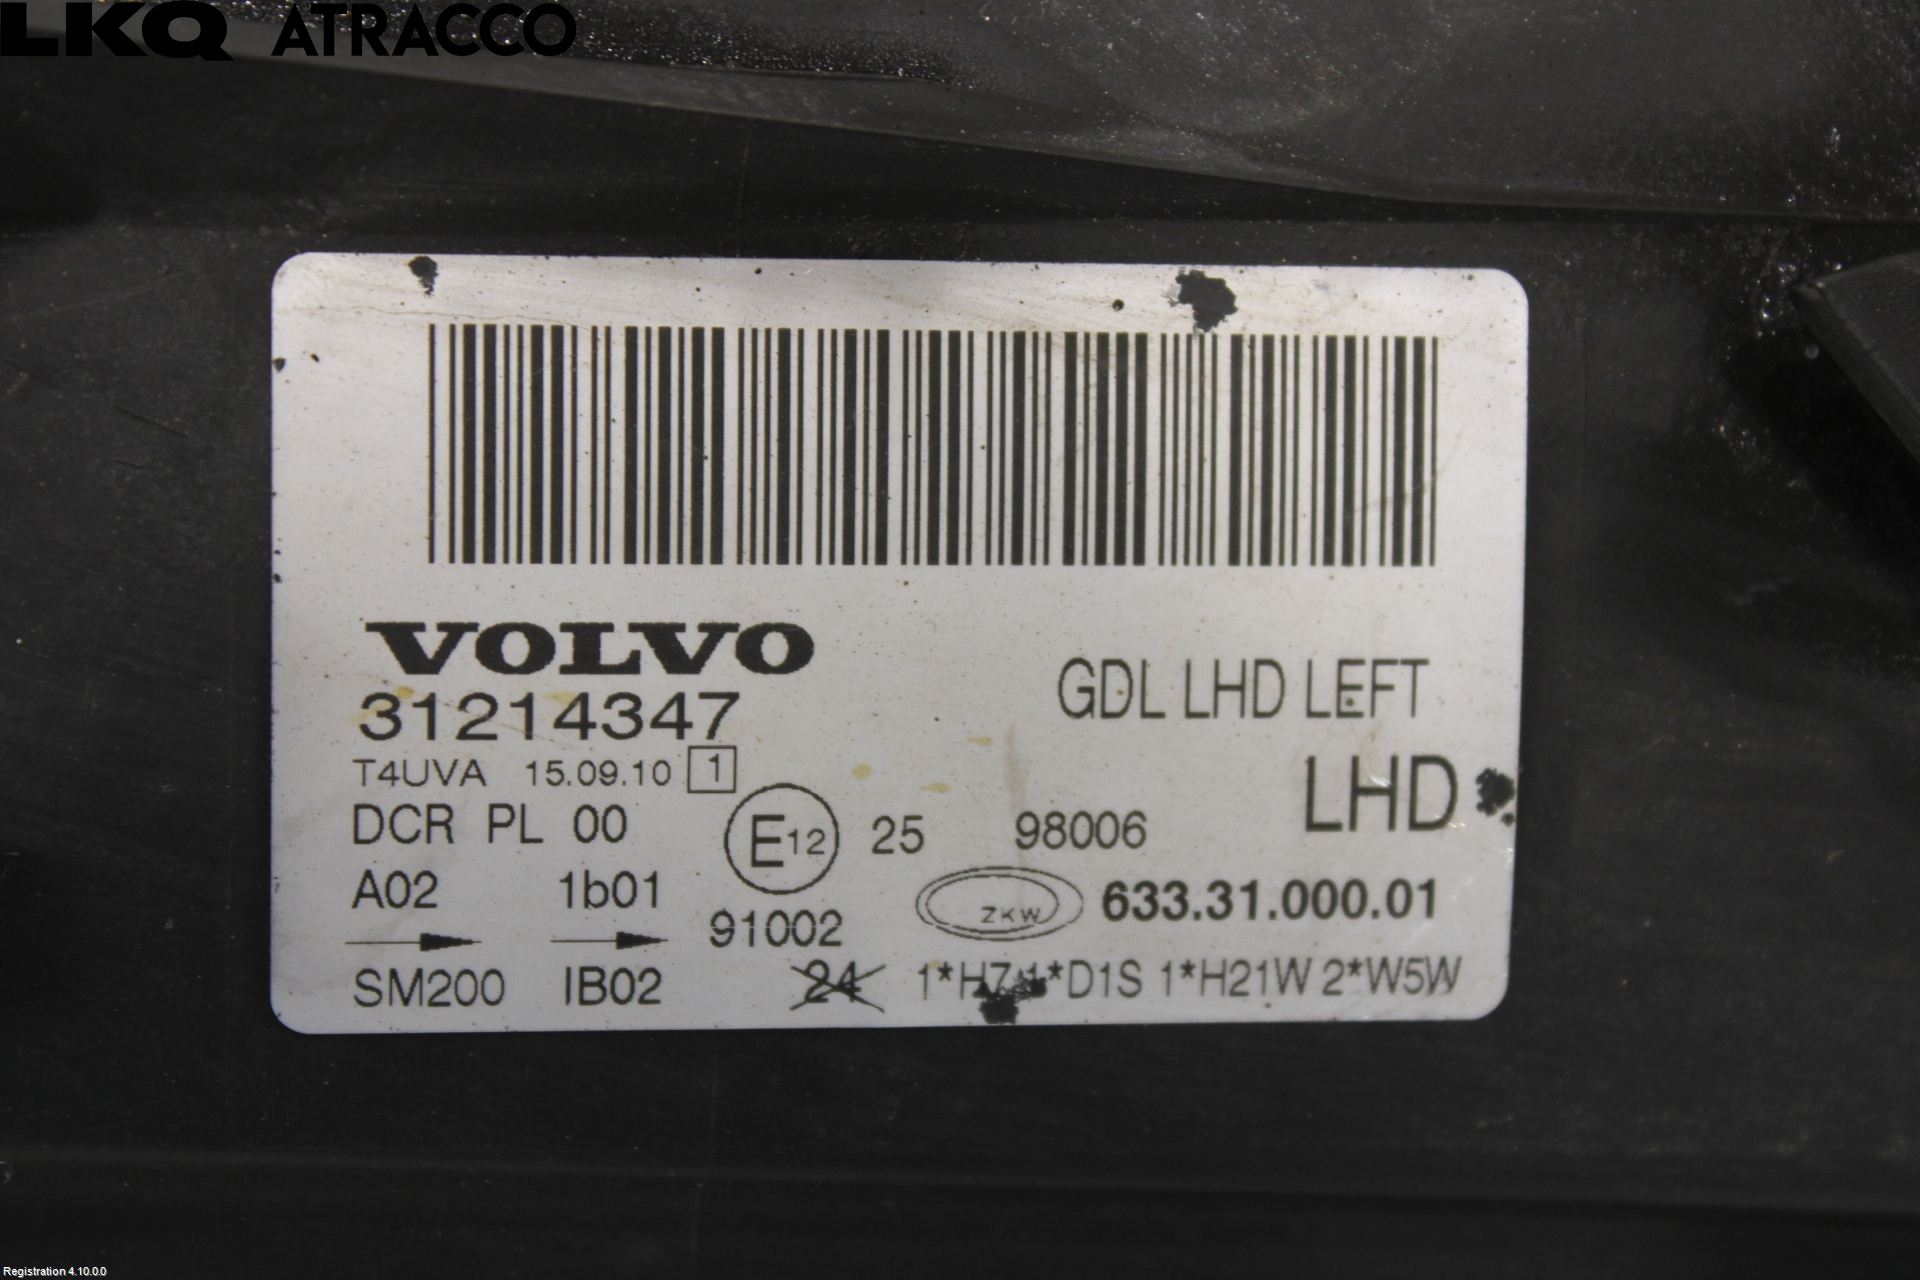 LKQ ATRACCO
VOLVO
31214347
GDL LHD LEFT
T4UVA 15.09.10 1
LHD
DCR PL 00
E12 25 98006
A02 1b01
ZKW 633.31.000.01
91002
SM200 IB02
24 1*H7 1*D1S 1*H21W 2*W5W
Registration 4.10.0.0